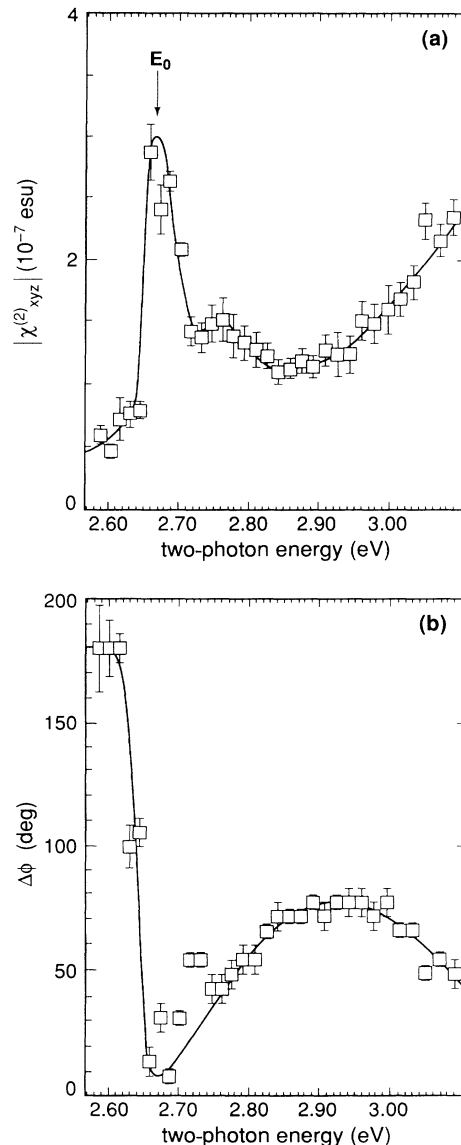 (a)
E₀
4
2
0
|χ⁽²⁾xyz| (10⁻⁷ esu)
2.60 2.70 2.80 2.90 3.00
two-photon energy (eV)
(b)
200
150
100
50
0
Δϕ (deg)
2.60 2.70 2.80 2.90 3.00
two-photon energy (eV)